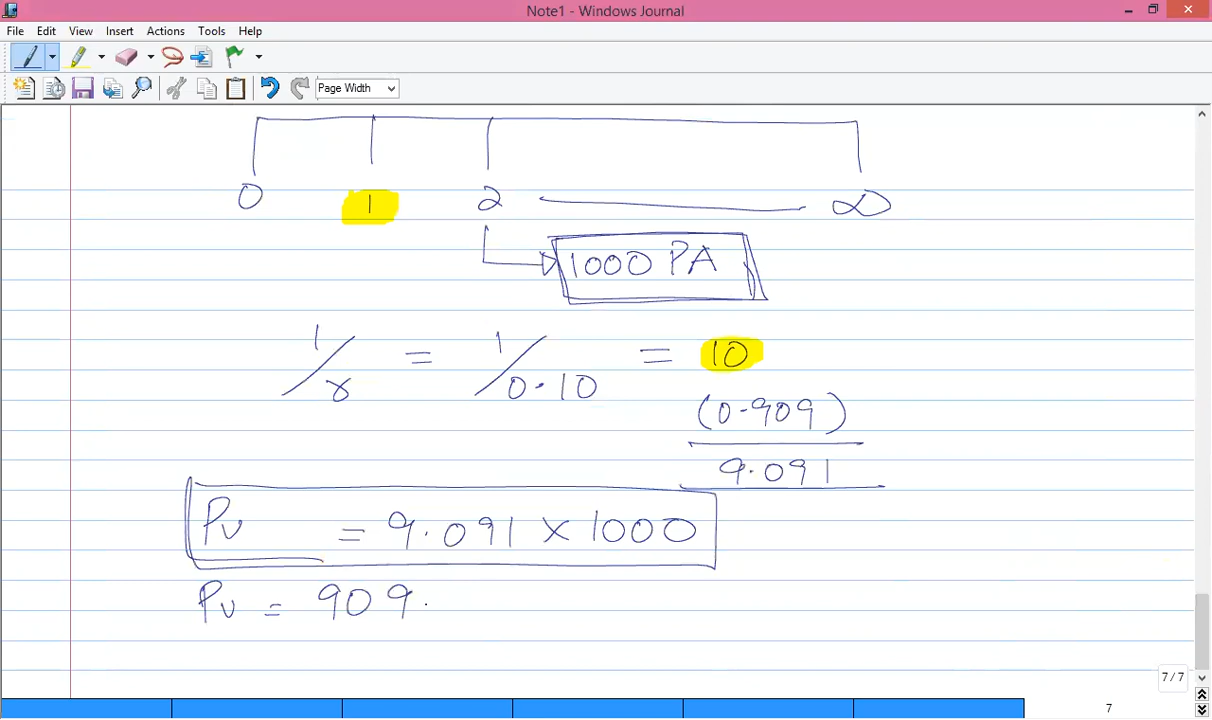 Note1 - Windows Journal
File Edit View Insert Actions Tools Help
Page Width
0 1 2 ∞
1000 PA
1/r = 1/0.10 = 10
(0.909)
9.091
PV = 9.091 x 1000
PV = 909.
7 / 7
7